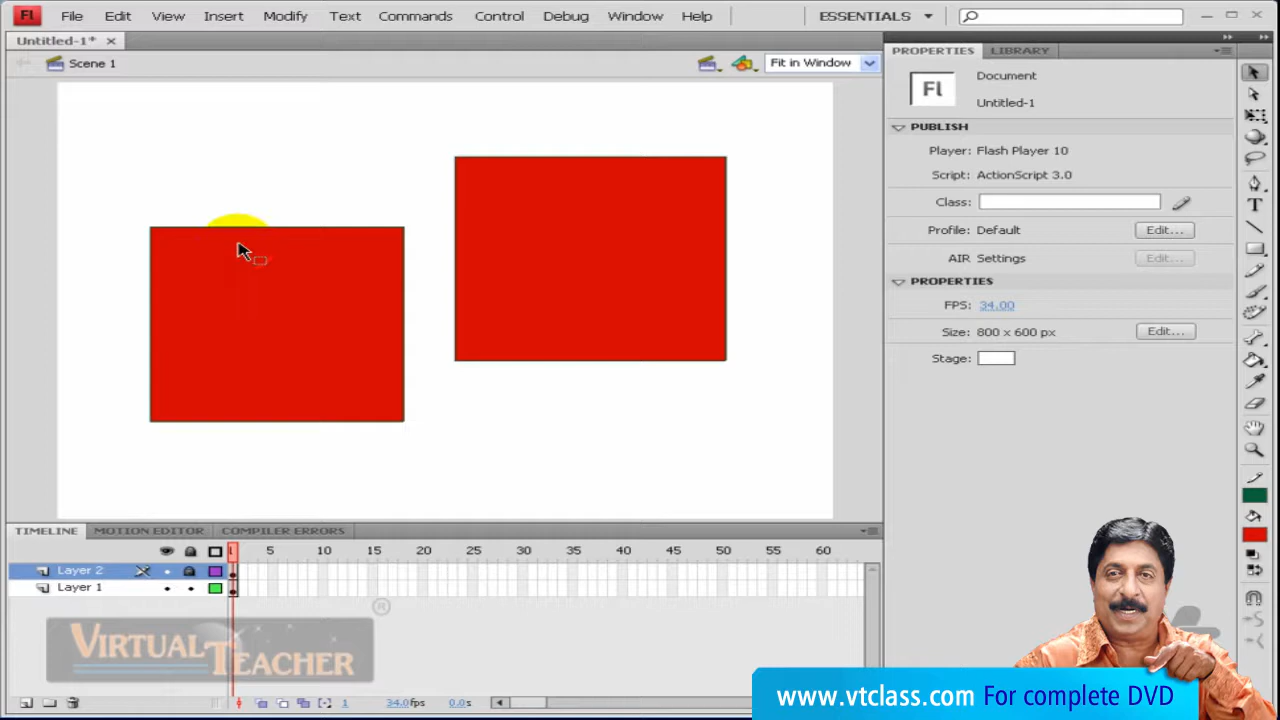 Fl File Edit View Insert Modify Text Commands Control Debug Window Help ESSENTIALS
Untitled-1* ×
Scene 1 Fit in Window
PROPERTIES LIBRARY
Fl
Document
Untitled-1
PUBLISH
Player: Flash Player 10
Script: ActionScript 3.0
Class:
Profile: Default Edit...
AIR Settings Edit...
PROPERTIES
FPS: 34.00
Size: 800 x 600 px Edit...
Stage:
TIMELINE MOTION EDITOR COMPILER ERRORS
1 5 10 15 20 25 30 35 40 45 50 55 60
Layer 2
Layer 1
VIRTUAL TEACHER ®
1 34.0fps 0.0s
www.vtclass.com For complete DVD